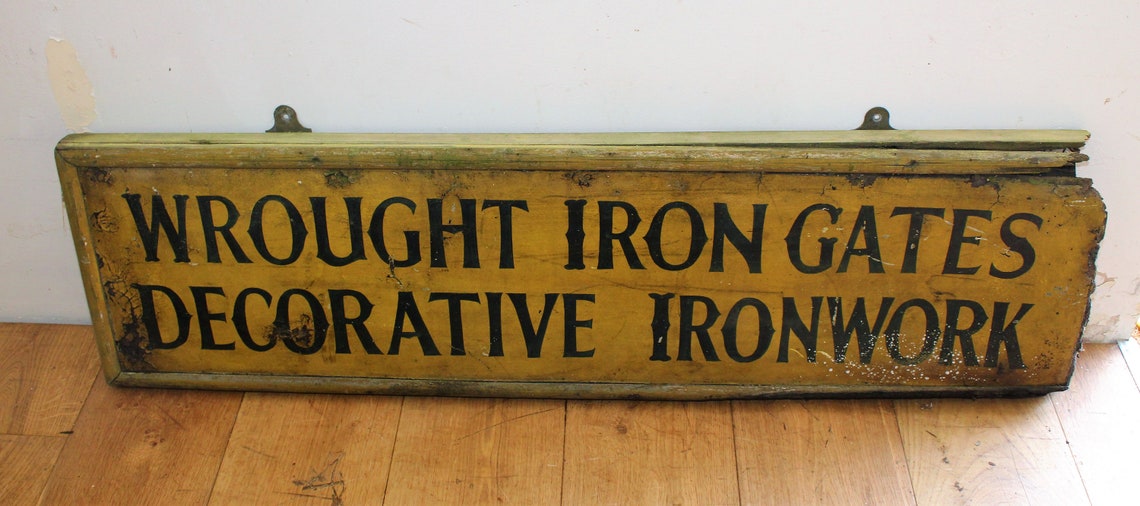 WROUGHT IRON GATES
DECORATIVE IRONWORK